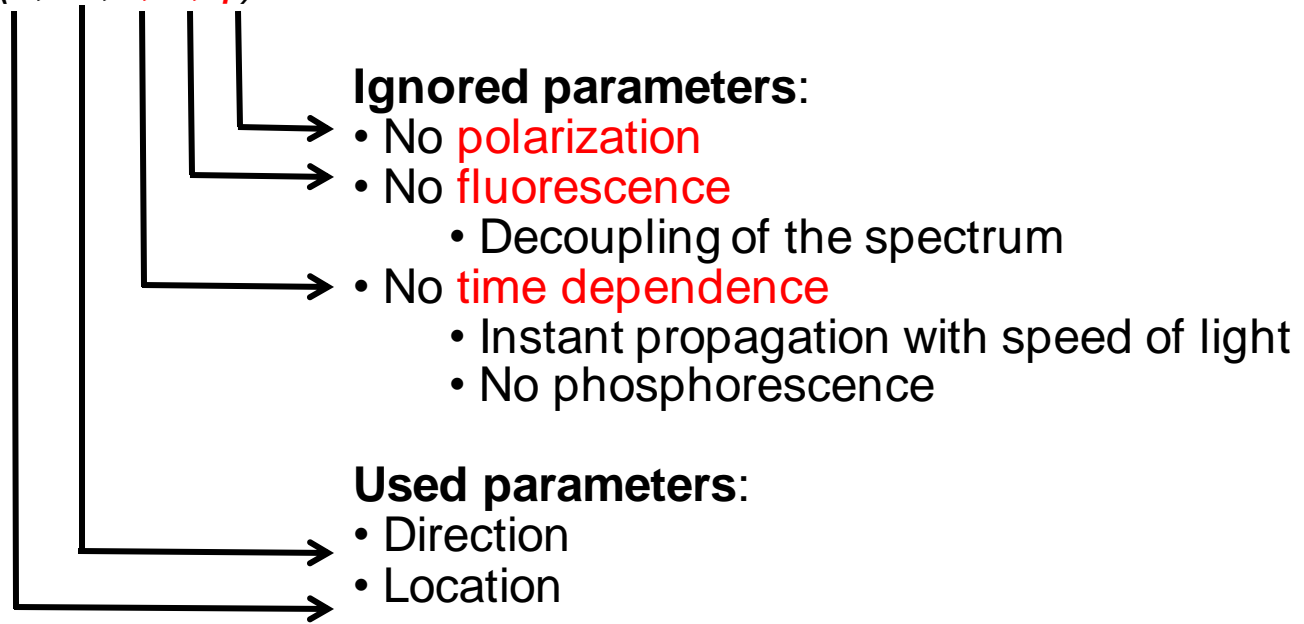 Ignored parameters:
• No polarization
• No fluorescence
• Decoupling of the spectrum
• No time dependence
• Instant propagation with speed of light
• No phosphorescence
Used parameters:
• Direction
• Location